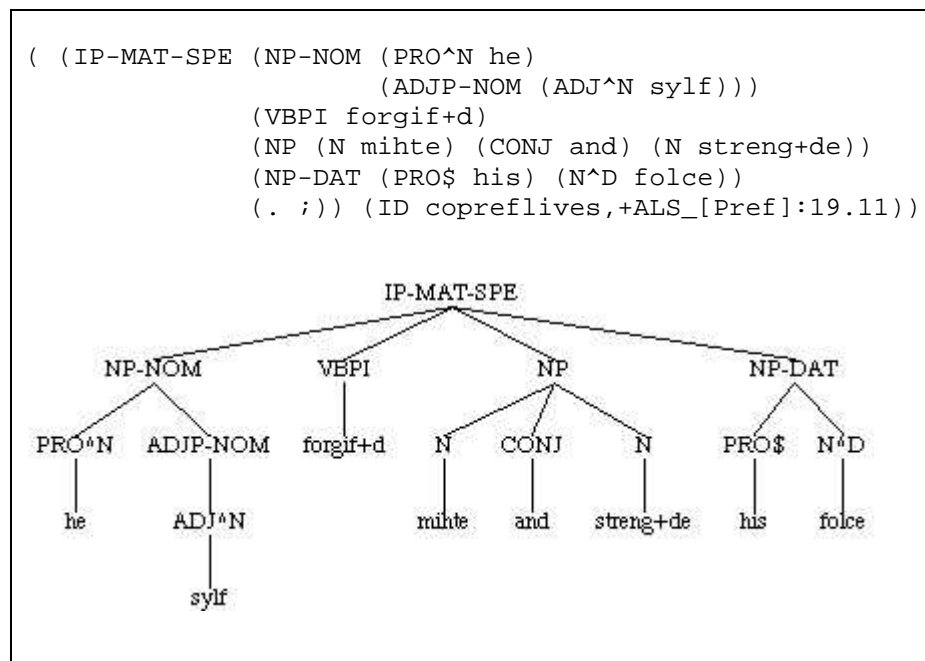 ( (IP-MAT-SPE (NP-NOM (PRO^N he)
(ADJP-NOM (ADJ^N sylf)))
(VBPI forgif+d)
(NP (N mihte) (CONJ and) (N streng+de))
(NP-DAT (PRO$ his) (N^D folce))
(. ;)) (ID copreflives,+ALS_[Pref]:19.11))
IP-MAT-SPE
NP-NOM VBPI NP NP-DAT
PRO^N ADJP-NOM forgif+d N CONJ N PRO$ N^D
he ADJ^N mihte and streng+de his folce
sylf